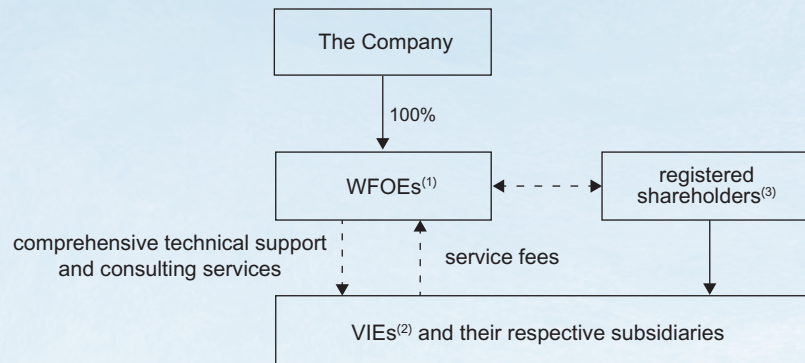 The Company
100%
WFOEs(1)
registered
shareholders(3)
comprehensive technical support
and consulting services
service fees
VIEs(2) and their respective subsidiaries